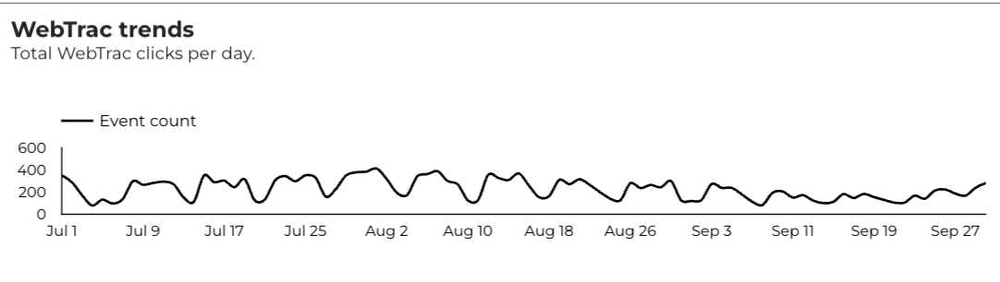 WebTrac trends
Total WebTrac clicks per day.
Event count
600
400
200
0
Jul 1 Jul 9 Jul 17 Jul 25 Aug 2 Aug 10 Aug 18 Aug 26 Sep 3 Sep 11 Sep 19 Sep 27